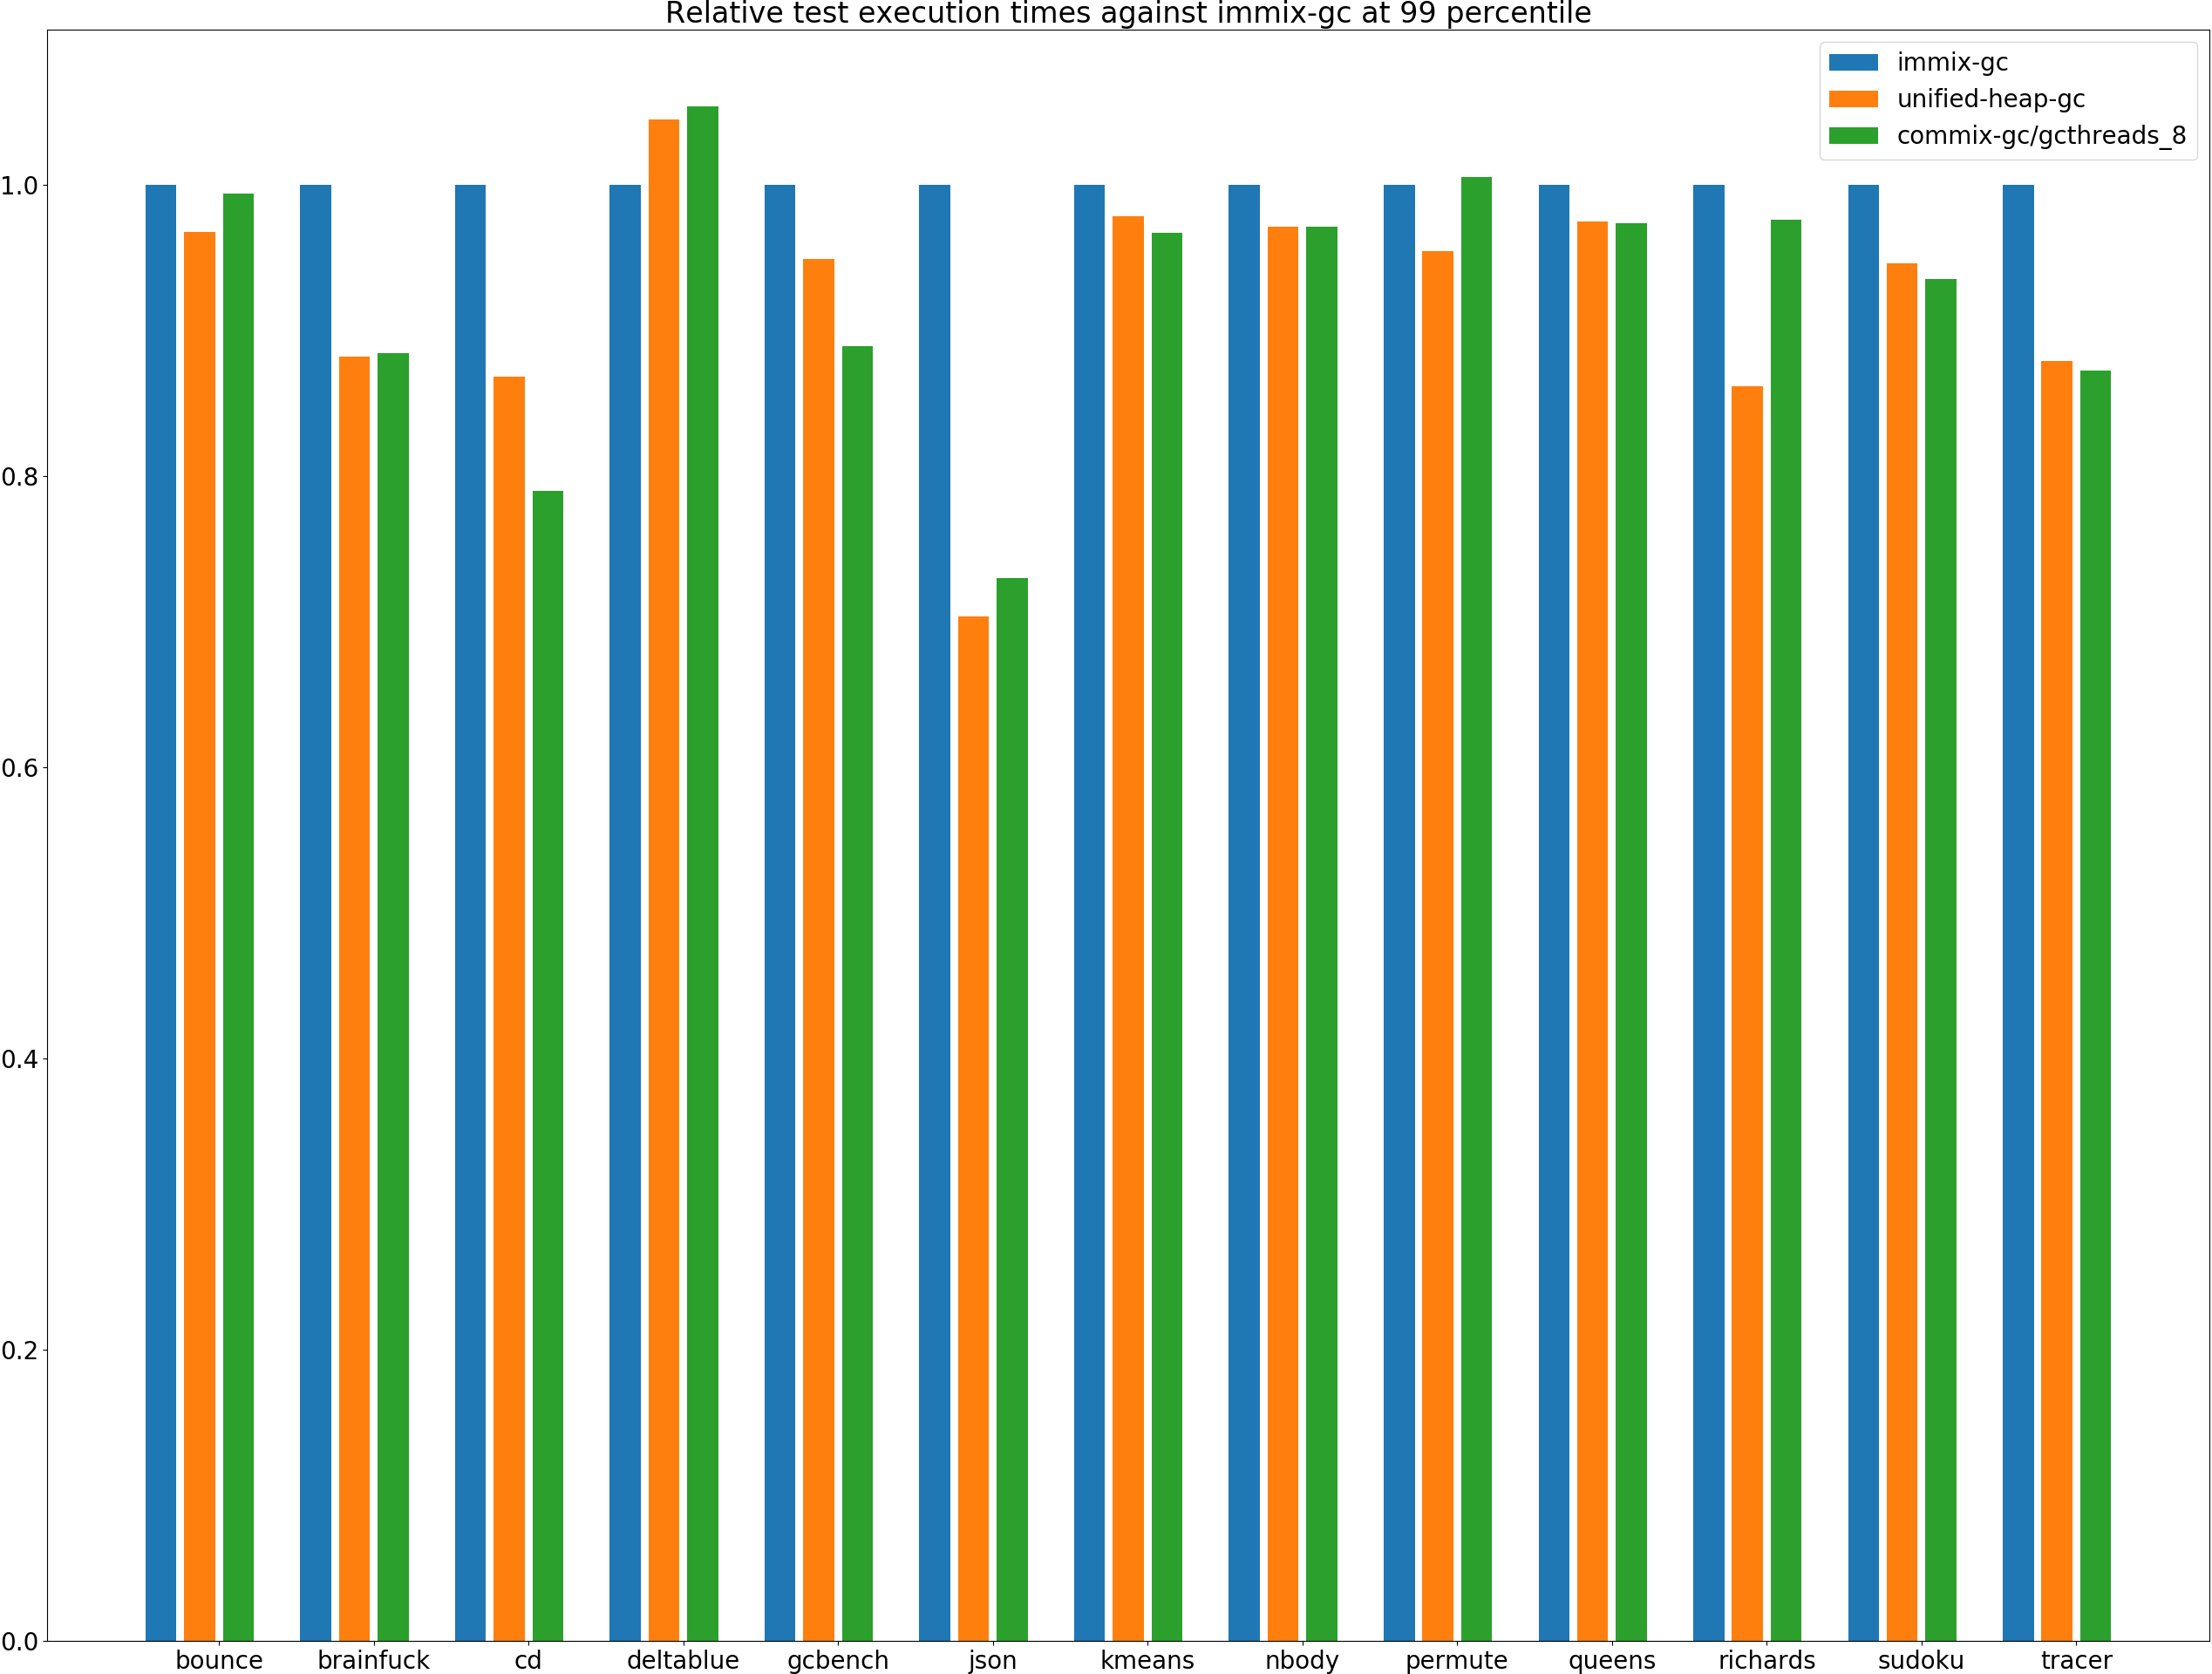 Relative test execution times against immix-gc at 99 percentile
immix-gc
unified-heap-gc
commix-gc/gcthreads_8
1.0
0.8
0.6
0.4
0.2
0.0
bounce brainfuck cd deltablue gcbench json kmeans nbody permute queens richards sudoku tracer